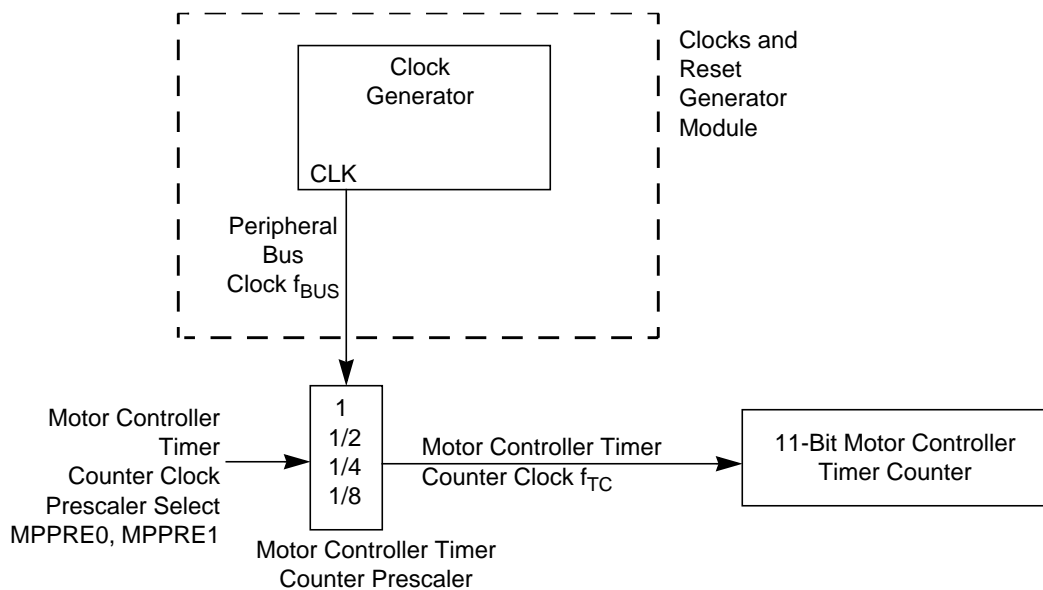 Clocks and
Reset
Generator
Module
Clock
Generator
CLK
Peripheral
Bus
Clock fBUS
Motor Controller
Timer
Counter Clock
Prescaler Select
MPPRE0, MPPRE1
1
1/2
1/4
1/8
Motor Controller Timer
Counter Clock fTC
11-Bit Motor Controller
Timer Counter
Motor Controller Timer
Counter Prescaler